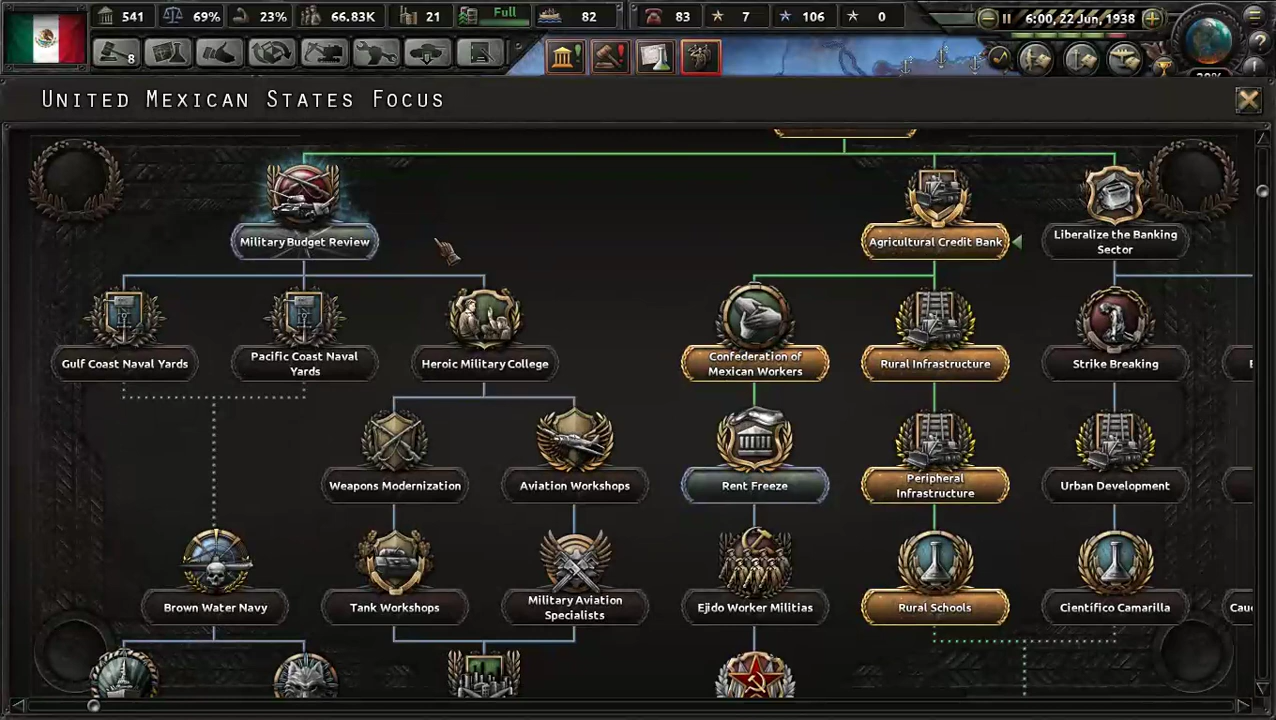 541 69% 23% 66.83K 21 Full 82 83 7 106 0 6:00, 22 Jun, 1938
8
United Mexican States Focus
Military Budget Review
Agricultural Credit Bank
Liberalize the Banking
Sector
Gulf Coast Naval Yards
Pacific Coast Naval
Yards
Heroic Military College
Confederation of
Mexican Workers
Rural Infrastructure
Strike Breaking
Weapons Modernization
Aviation Workshops
Rent Freeze
Peripheral
Infrastructure
Urban Development
Brown Water Navy
Tank Workshops
Military Aviation
Specialists
Ejido Worker Militias
Rural Schools
Científico Camarilla